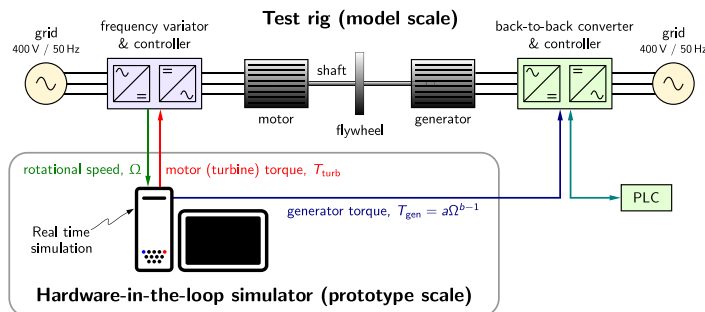 Test rig (model scale)
grid
400 V / 50 Hz
frequency variator
& controller
back-to-back converter
& controller
grid
400 V / 50 Hz
shaft
motor
flywheel
generator
rotational speed, Ω
motor (turbine) torque, T_turb
generator torque, T_gen = aΩ^{b−1}
PLC
Real time
simulation
Hardware-in-the-loop simulator (prototype scale)